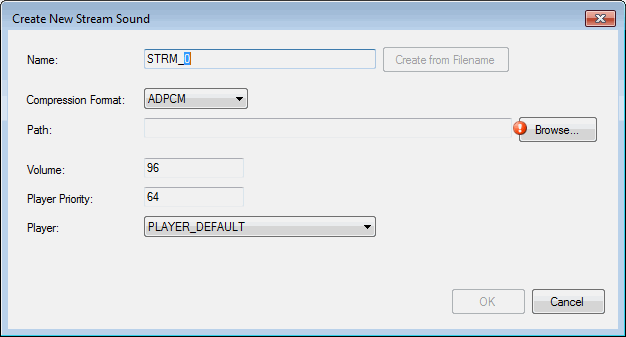 Create New Stream Sound
Name: STRM_0 Create from Filename
Compression Format: ADPCM
Path: Browse...
Volume: 96
Player Priority: 64
Player: PLAYER_DEFAULT
OK Cancel